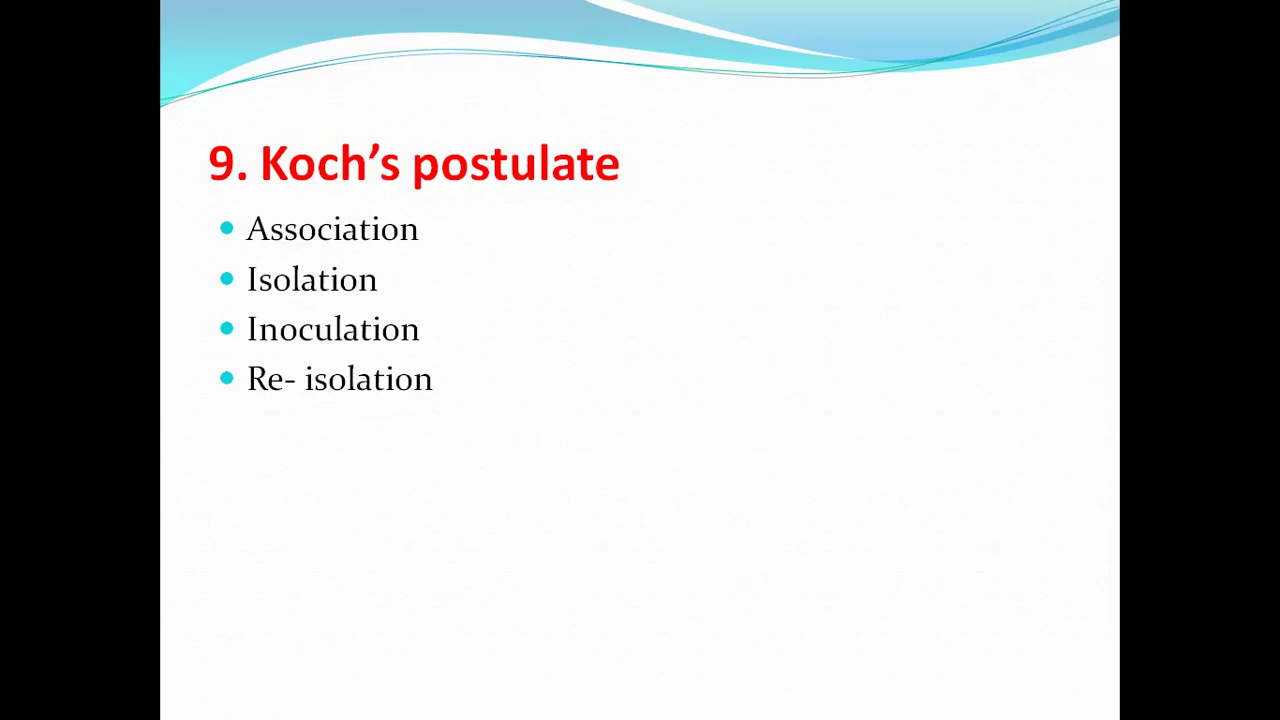 9. Koch’s postulate
Association
Isolation
Inoculation
Re- isolation